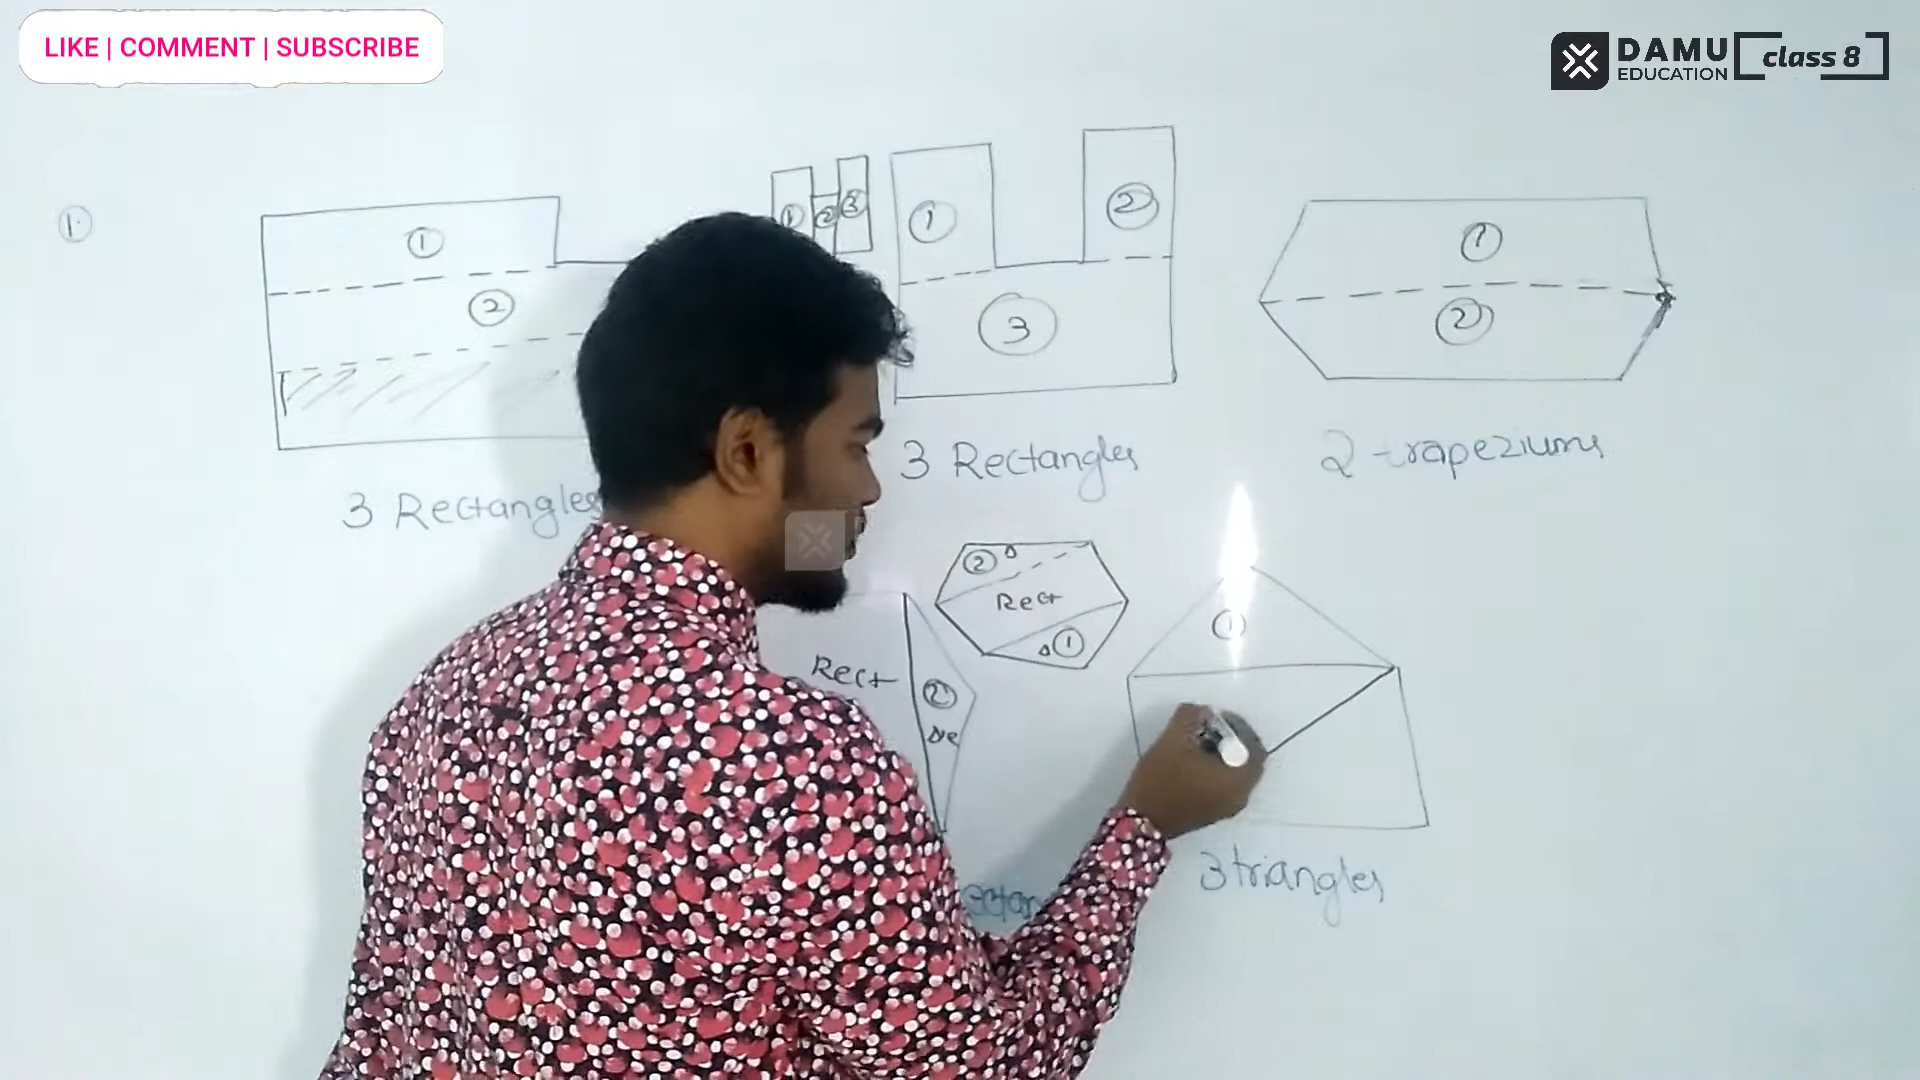 LIKE | COMMENT | SUBSCRIBE
DAMU
EDUCATION
class 8
1.
1
2
3 Rectangles
1
2
3
1
2
3
3 Rectangles
1
2
2 trapeziums
Rect
2
2
Δ
Rect
Δ 1
1
3 triangles